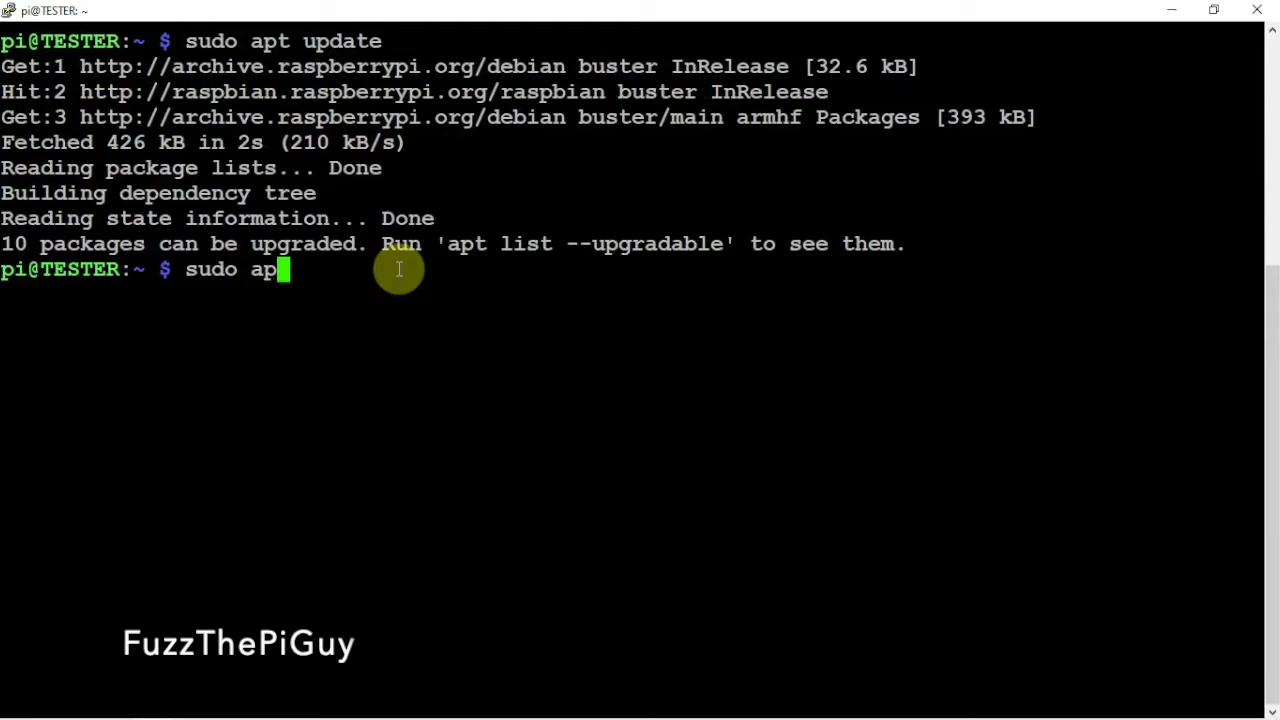 pi@TESTER: ~
pi@TESTER:~ $ sudo apt update
Get:1 http://archive.raspberrypi.org/debian buster InRelease [32.6 kB]
Hit:2 http://raspbian.raspberrypi.org/raspbian buster InRelease
Get:3 http://archive.raspberrypi.org/debian buster/main armhf Packages [393 kB]
Fetched 426 kB in 2s (210 kB/s)
Reading package lists... Done
Building dependency tree
Reading state information... Done
10 packages can be upgraded. Run 'apt list --upgradable' to see them.
pi@TESTER:~ $ sudo ap
FuzzThePiGuy